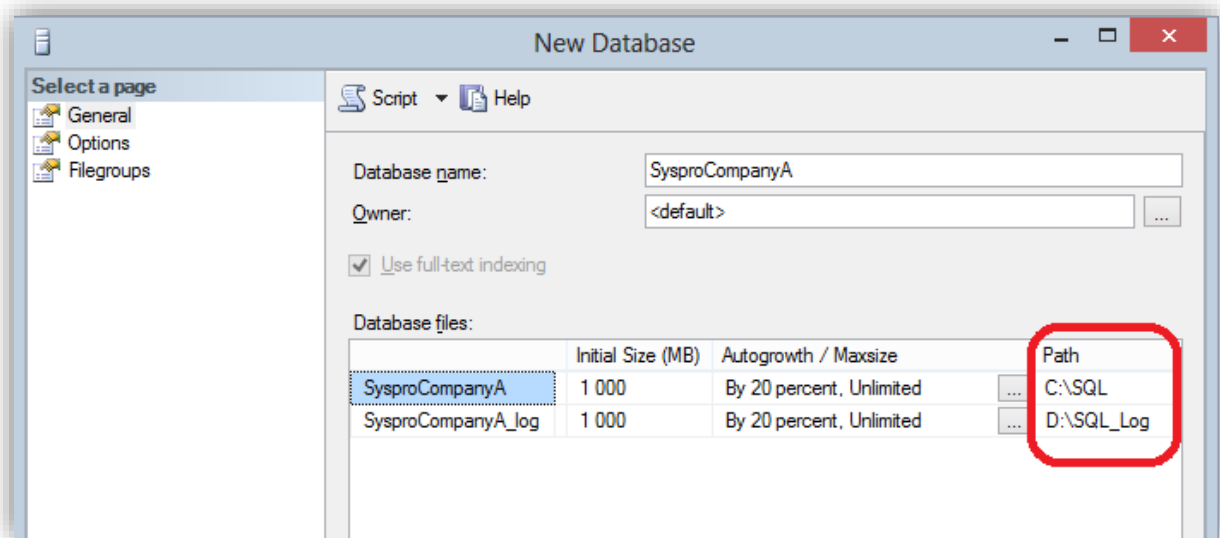 New Database
Select a page
General
Options
Filegroups
Script Help
Database name: SysproCompanyA
Owner: <default> ...
Use full-text indexing
Database files:
Initial Size (MB) Autogrowth / Maxsize Path
SysproCompanyA 1 000 By 20 percent, Unlimited ... C:\SQL
SysproCompanyA_log 1 000 By 20 percent, Unlimited ... D:\SQL_Log